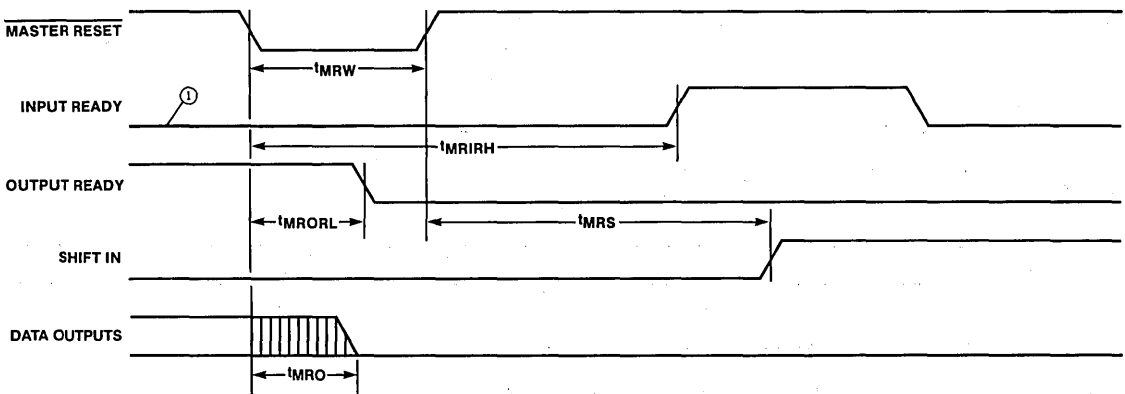 MASTER RESET
tMRW
INPUT READY
1
tMRIRH
OUTPUT READY
tMRORL
tMRS
SHIFT IN
DATA OUTPUTS
tMRO